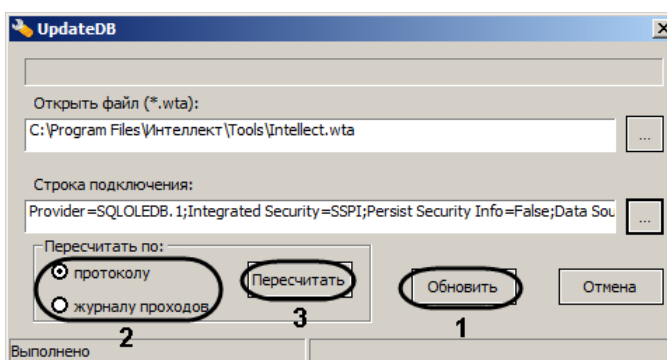 UpdateDB
Открыть файл (*.wta):
C:\Program Files\Интеллект\Tools\Intellect.wta
...
Строка подключения:
Provider=SQLOLEDB.1;Integrated Security=SSPI;Persist Security Info=False;Data Sou
...
Пересчитать по:
протоколу
журналу проходов
Пересчитать
Обновить
Отмена
2
3
1
Выполнено